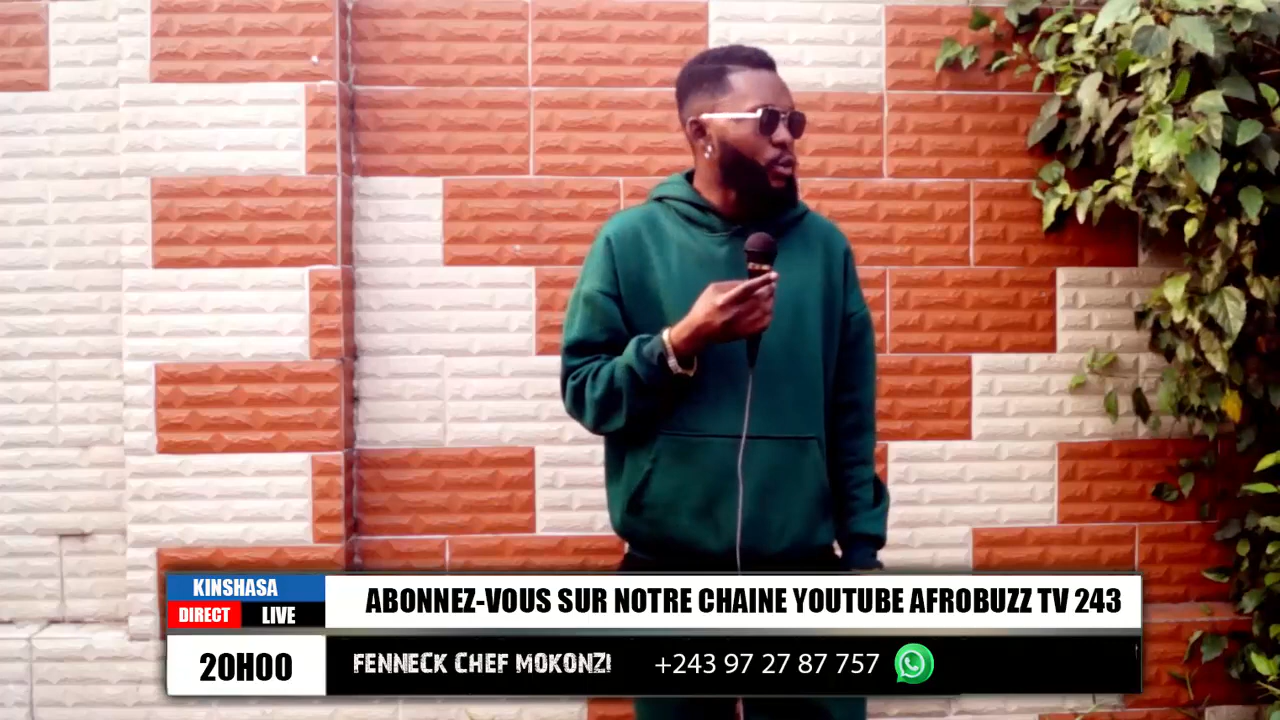 KINSHASA
DIRECT LIVE
ABONNEZ-VOUS SUR NOTRE CHAINE YOUTUBE AFROBUZZ TV 243
20H00
FENNECK CHEF MOKONZI +243 97 27 87 757